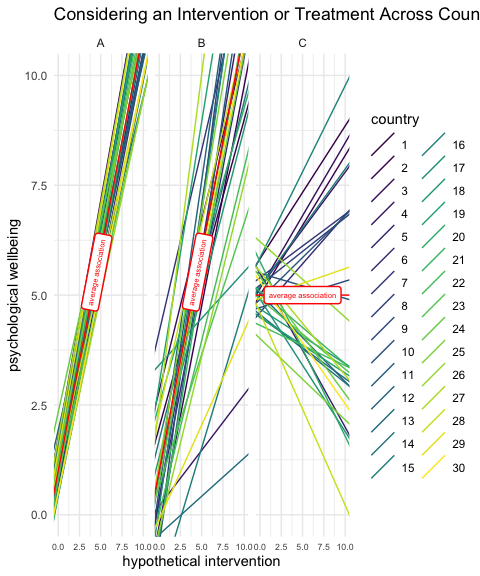 Considering an Intervention or Treatment Across Coun
A B C
10.0
7.5
5.0
2.5
0.0
psychological wellbeing
average association
average association
average association
0.0 2.5 5.0 7.5 10.0 0.0 2.5 5.0 7.5 10.0 0.0 2.5 5.0 7.5 10.0
hypothetical intervention
country
1 16
2 17
3 18
4 19
5 20
6 21
7 22
8 23
9 24
10 25
11 26
12 27
13 28
14 29
15 30